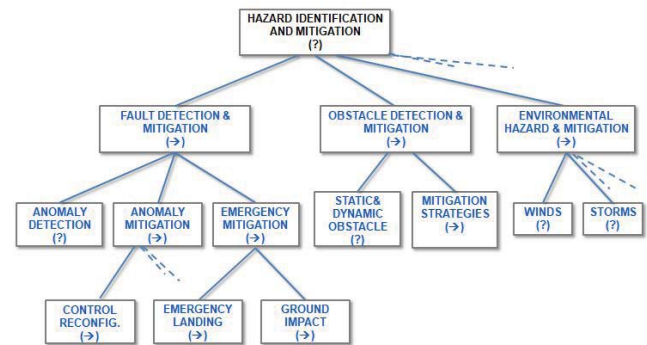 HAZARD IDENTIFICATION
AND MITIGATION
(?)
FAULT DETECTION &
MITIGATION
(→)
OBSTACLE DETECTION &
MITIGATION
(→)
ENVIRONMENTAL
HAZARD & MITIGATION
(→)
ANOMALY
DETECTION
(?)
ANOMALY
MITIGATION
(→)
EMERGENCY
MITIGATION
(→)
STATIC&
DYNAMIC
OBSTACLE
(?)
MITIGATION
STRATEGIES
(→)
WINDS
(?)
STORMS
(?)
CONTROL
RECONFIG.
(→)
EMERGENCY
LANDING
(→)
GROUND
IMPACT
(→)